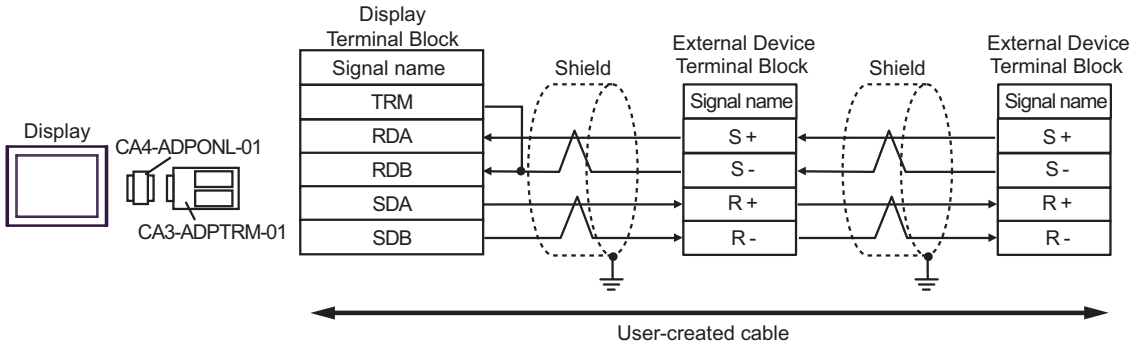 Display
Terminal Block
Signal name
TRM
RDA
RDB
SDA
SDB
Display
CA4-ADPONL-01
CA3-ADPTRM-01
Shield
External Device
Terminal Block
Signal name
S +
S -
R +
R -
Shield
External Device
Terminal Block
Signal name
S +
S -
R +
R -
User-created cable